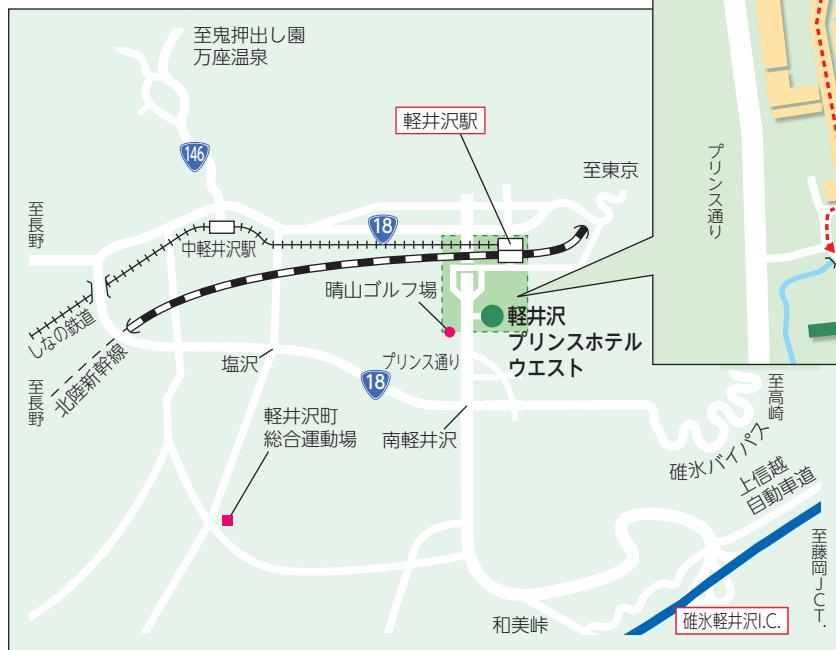 至鬼押出し園
万座温泉
軽井沢駅
146
至東京
プリンス通り
至長野
18
中軽井沢駅
晴山ゴルフ場
軽井沢
プリンスホテル
ウエスト
しなの鉄道
北陸新幹線
至長野
塩沢
プリンス通り
18
至高崎
軽井沢町
総合運動場
南軽井沢
碓氷バイパス
上信越
自動車道
至藤岡JCT.
和美峠
碓氷軽井沢I.C.